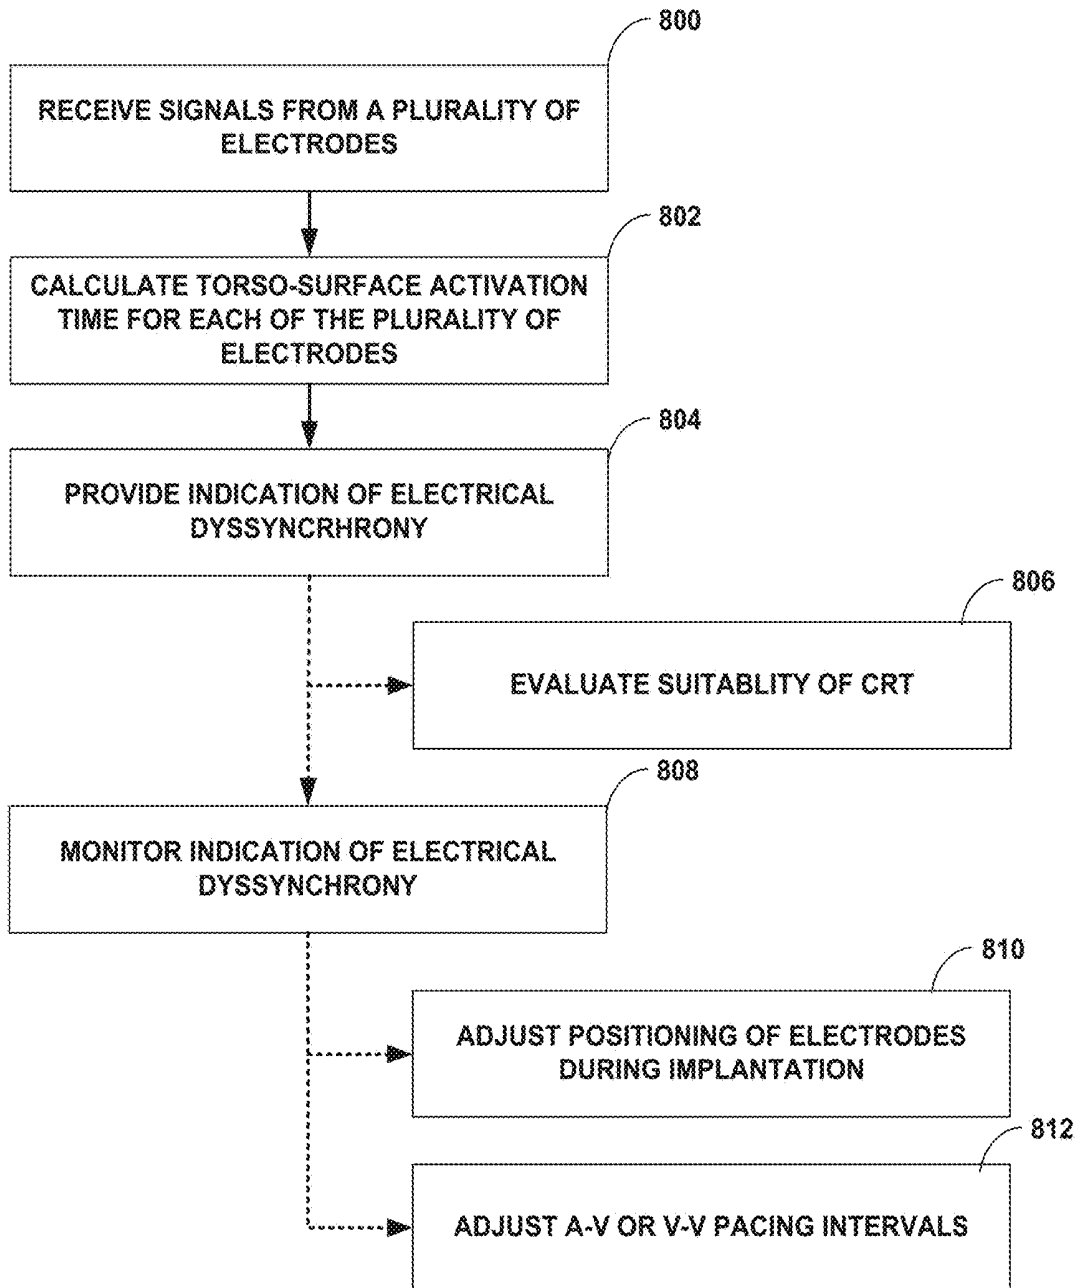 800
RECEIVE SIGNALS FROM A PLURALITY OF
ELECTRODES
802
CALCULATE TORSO-SURFACE ACTIVATION
TIME FOR EACH OF THE PLURALITY OF
ELECTRODES
804
PROVIDE INDICATION OF ELECTRICAL
DYSSYNCRHRONY
806
EVALUATE SUITABLITY OF CRT
808
MONITOR INDICATION OF ELECTRICAL
DYSSYNCHRONY
810
ADJUST POSITIONING OF ELECTRODES
DURING IMPLANTATION
812
ADJUST A-V OR V-V PACING INTERVALS